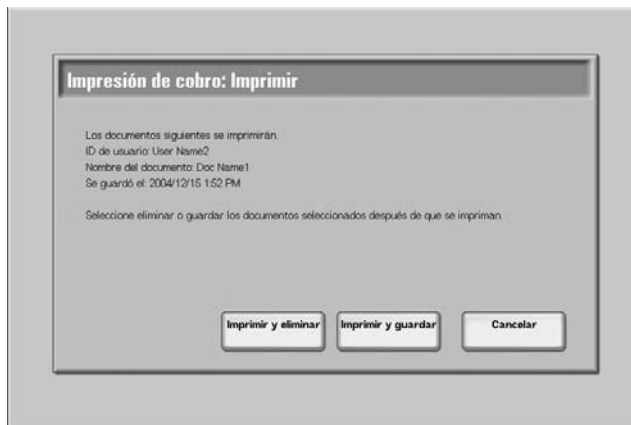 Impresión de cobro: Imprimir
Los documentos siguientes se imprimirán.
ID de usuario: User Name2
Nombre del documento: Doc Name1
Se guardó el: 2004/12/15 1:52 PM
Seleccione eliminar o guardar los documentos seleccionados después de que se impriman.
Imprimir y eliminar
Imprimir y guardar
Cancelar